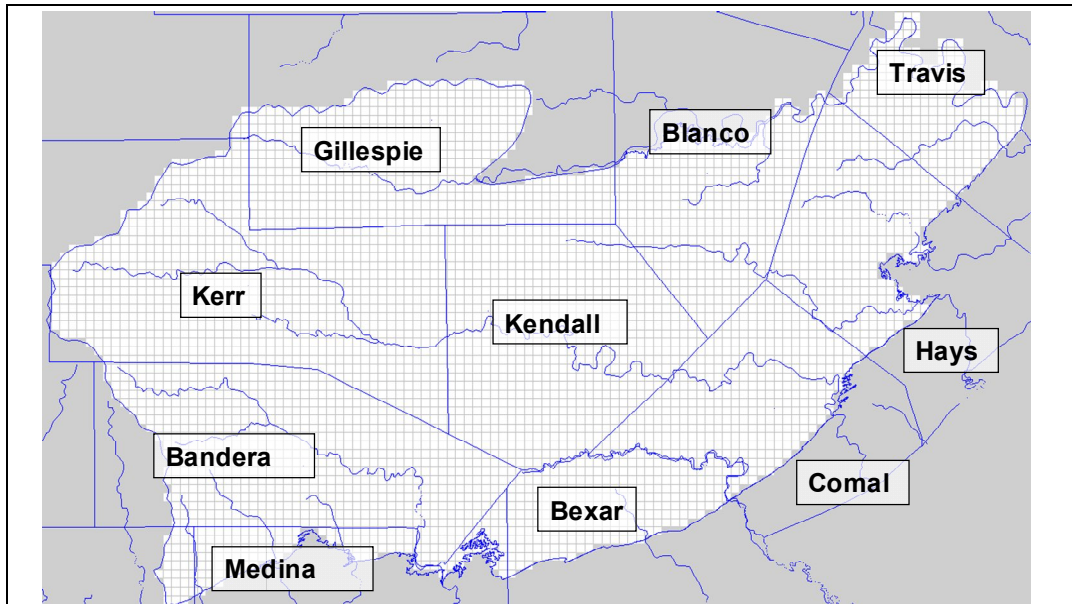 Travis
Blanco
Gillespie
Kerr
Kendall
Hays
Bandera
Comal
Bexar
Medina